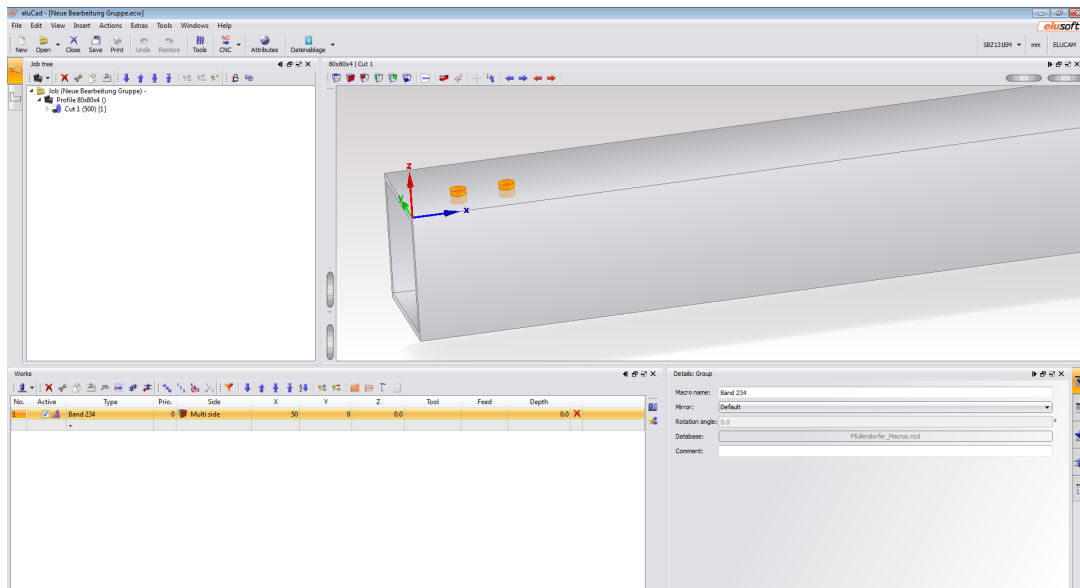 eluCad - [Neue Bearbeitung Gruppe.ecw]
File Edit View Insert Actions Extras Tools Windows Help
elusoft
New Open Close Save Print Undo Restore Tools CNC Attributes Datenablage
NC
SBZ131EM mm ELUCAM
Job tree
80x80x4 | Cut 1
Job (Neue Bearbeitung Gruppe) -
Profile 80x80x4 ()
Cut 1 (500) [1]
z
y
x
Works
No. Active Type Prio. Side X Y Z Tool Feed Depth
1 Band 234 0 Multi side 50 0 0.0 0.0
+
Details: Group
Macro name: Band 234
Mirror: Default
Rotation angle: 0.0 °
Database: Pfullendorfer_Macros.ncd
Comment: